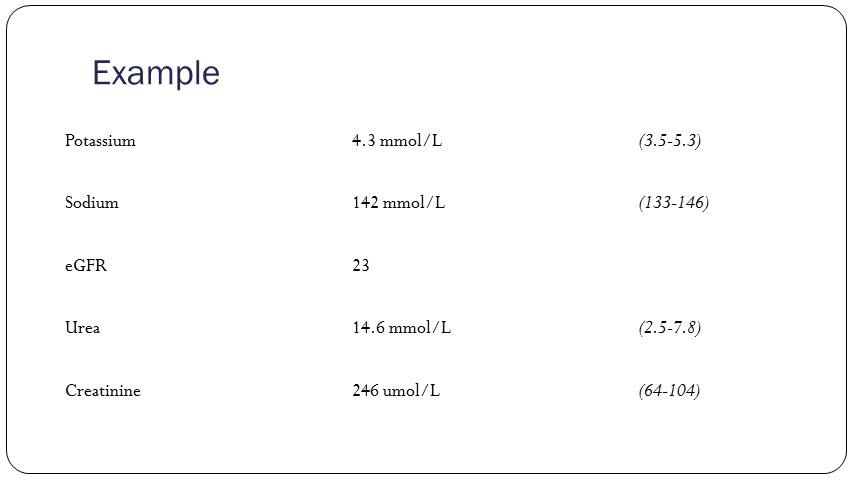 Example
Potassium 4.3 mmol/L (3.5-5.3)
Sodium 142 mmol/L (133-146)
eGFR 23
Urea 14.6 mmol/L (2.5-7.8)
Creatinine 246 umol/L (64-104)